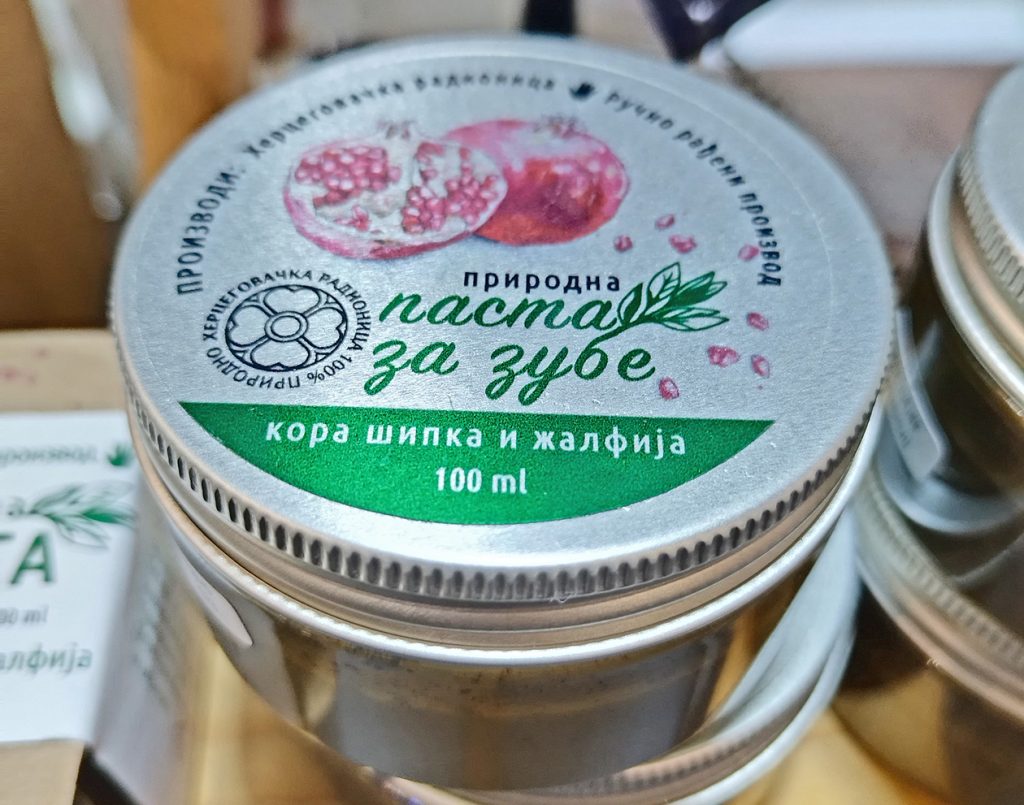 ПРОИЗВОДИ: Херцеговачка радионица ручно рађени производ
природна
паста
за зубе
ХЕРЦЕГОВАЧКА РАДИОНИЦА 100% ПРИРОДНО
кора шипка и жалфија
100 ml